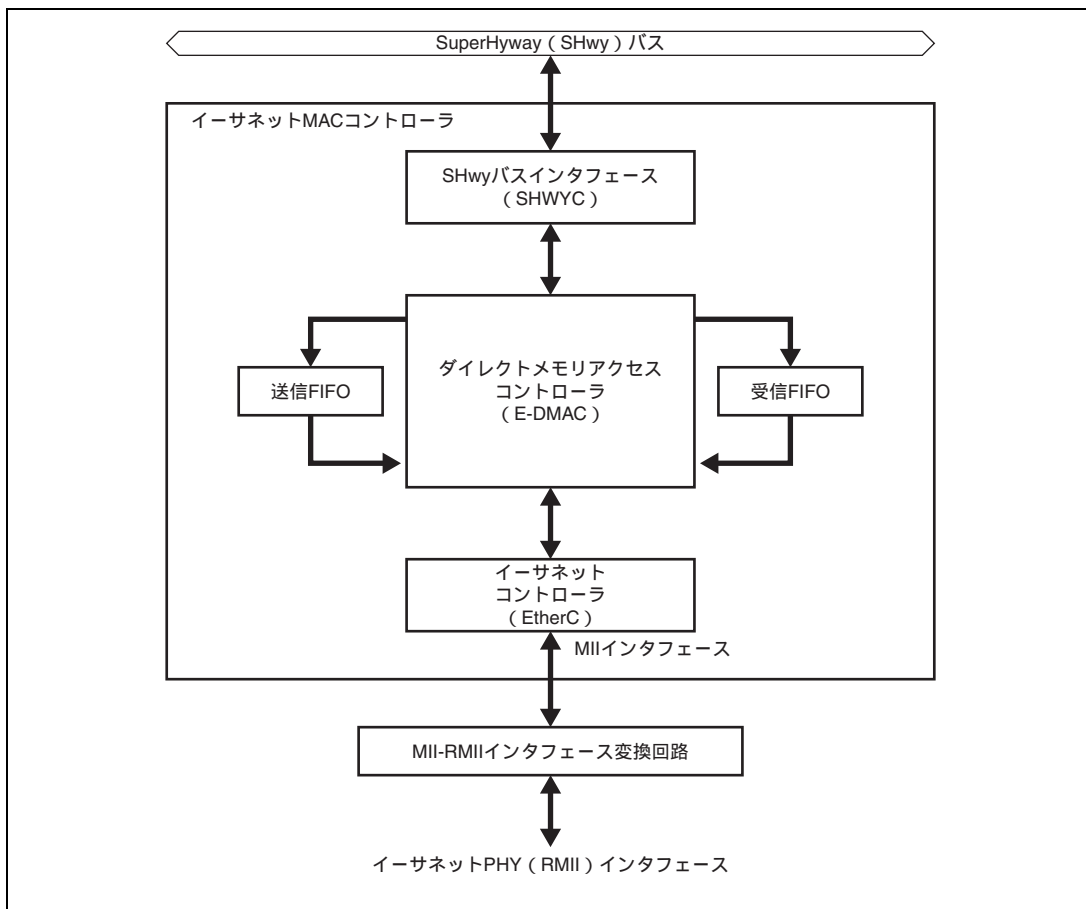 SuperHyway（SHwy）バス
イーサネットMACコントローラ
SHwyバスインタフェース
（SHWYC）
ダイレクトメモリアクセス
コントローラ
（E-DMAC）
送信FIFO
受信FIFO
イーサネット
コントローラ
（EtherC）
MIIインタフェース
MII-RMIIインタフェース変換回路
イーサネットPHY（RMII）インタフェース